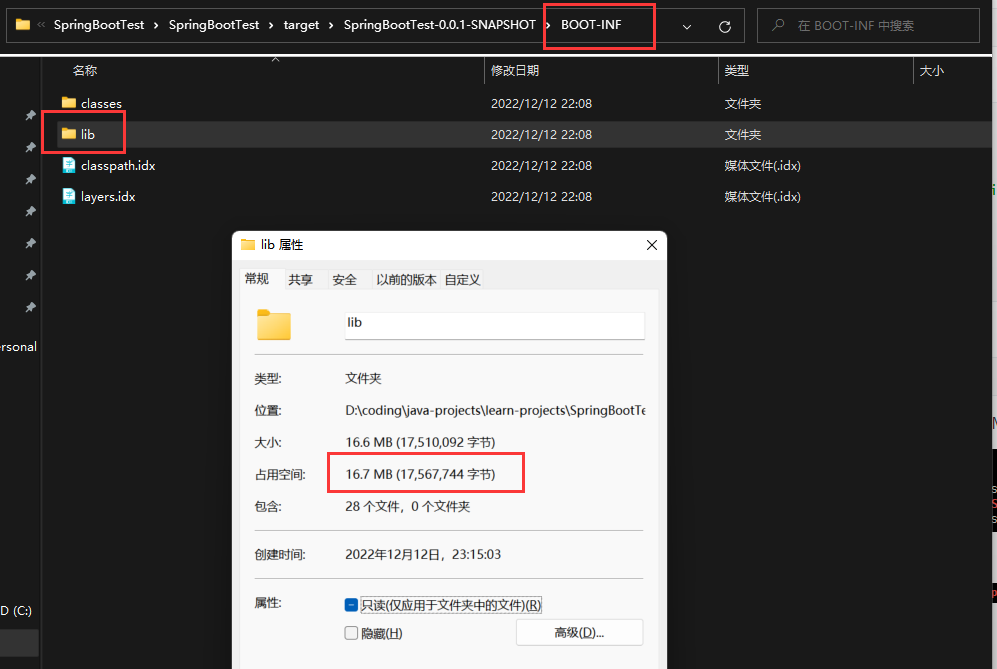 « SpringBootTest › SpringBootTest › target › SpringBootTest-0.0.1-SNAPSHOT › BOOT-INF
在 BOOT-INF 中搜索
名称 修改日期 类型 大小
classes 2022/12/12 22:08 文件夹
lib 2022/12/12 22:08 文件夹
classpath.idx 2022/12/12 22:08 媒体文件(.idx)
layers.idx 2022/12/12 22:08 媒体文件(.idx)
ersonal
D (C:)
lib 属性
常规 共享 安全 以前的版本 自定义
lib
类型: 文件夹
位置: D:\coding\java-projects\learn-projects\SpringBootTe
大小: 16.6 MB (17,510,092 字节)
占用空间: 16.7 MB (17,567,744 字节)
包含: 28 个文件，0 个文件夹
创建时间: 2022年12月12日，23:15:03
属性: 只读(仅应用于文件夹中的文件)(R)
隐藏(H)
高级(D)...